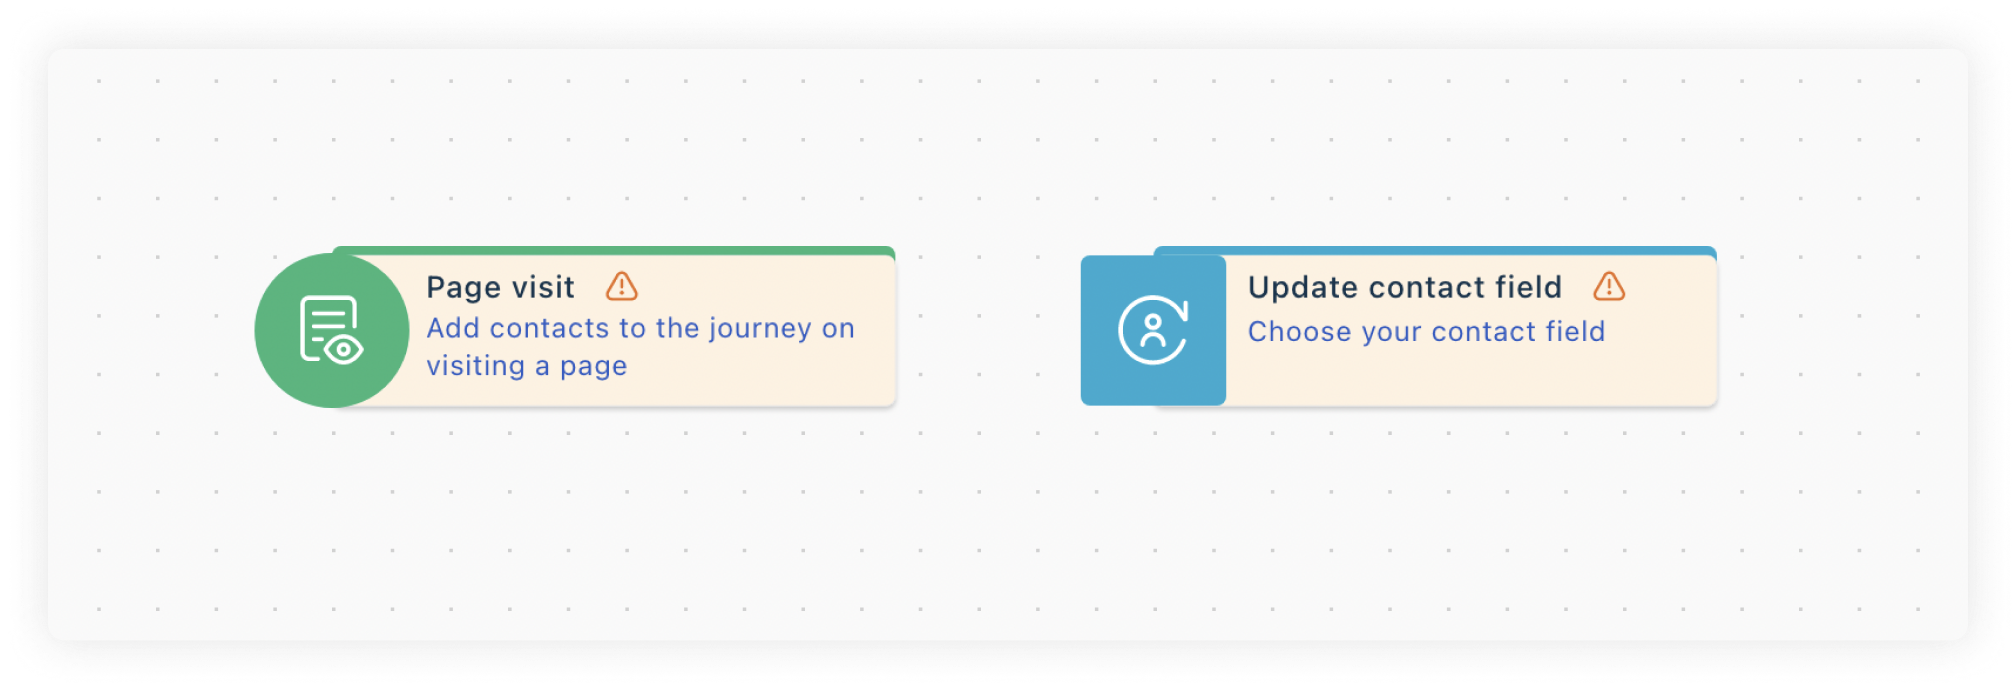 Page visit
Add contacts to the journey on
visiting a page
Update contact field
Choose your contact field